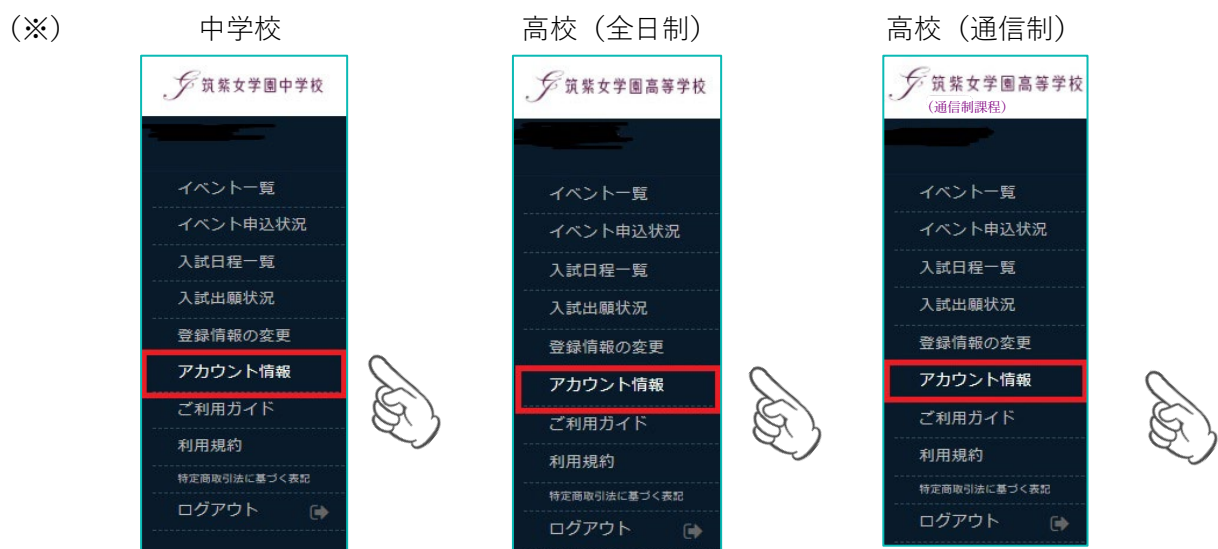 (※)
中学校
筑紫女学園中学校
イベント一覧
イベント申込状況
入試日程一覧
入試出願状況
登録情報の変更
アカウント情報
ご利用ガイド
利用規約
特定商取引法に基づく表記
ログアウト
高校（全日制）
筑紫女学園高等学校
イベント一覧
イベント申込状況
入試日程一覧
入試出願状況
登録情報の変更
アカウント情報
ご利用ガイド
利用規約
特定商取引法に基づく表記
ログアウト
高校（通信制）
筑紫女学園高等学校
（通信制課程）
イベント一覧
イベント申込状況
入試日程一覧
入試出願状況
登録情報の変更
アカウント情報
ご利用ガイド
利用規約
特定商取引法に基づく表記
ログアウト